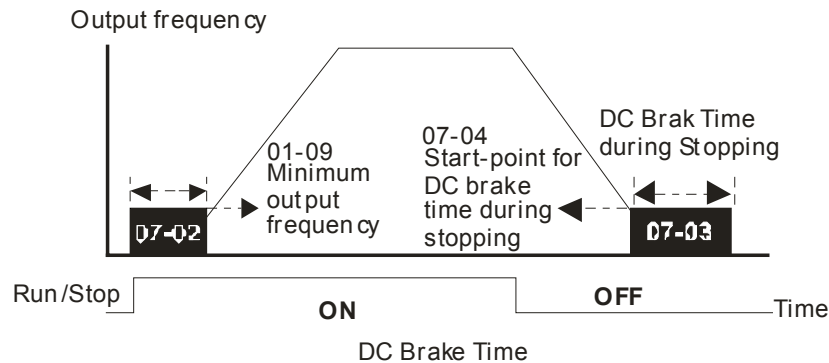 Output frequency
01-09
Minimum
output
frequency
07-04
Start-point for
DC brake
time during
stopping
DC Brak Time
during Stopping
07-02
07-03
Run/Stop
ON
OFF
Time
DC Brake Time